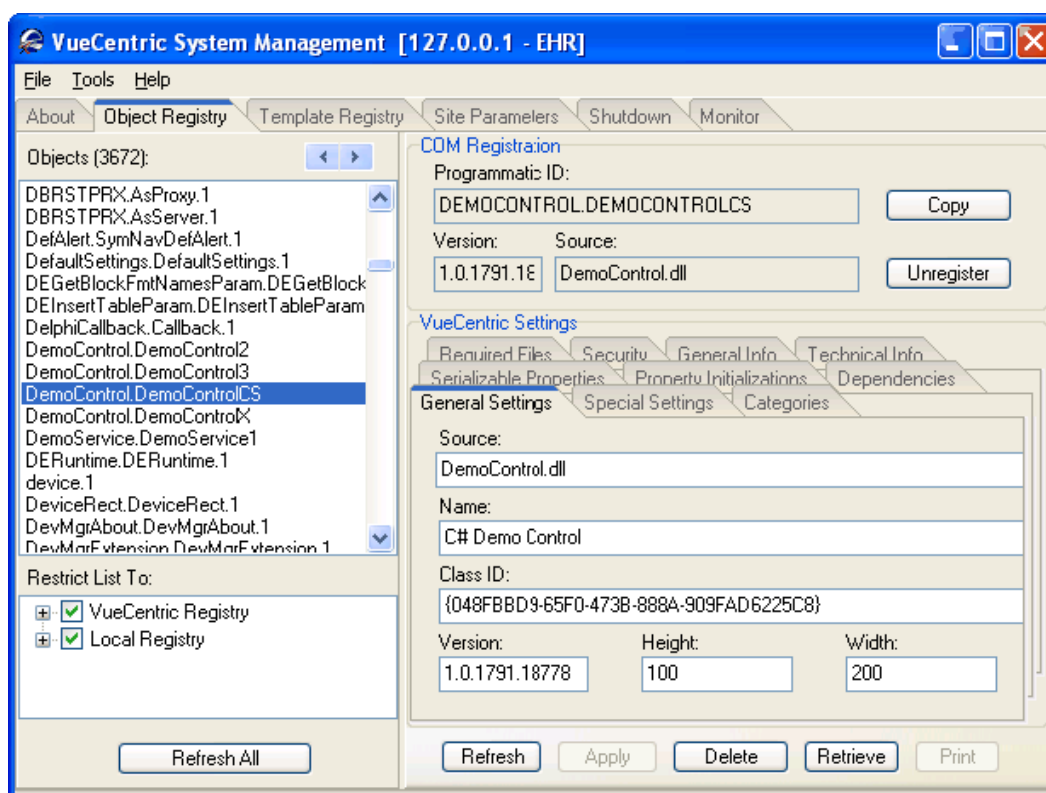 VueCentric System Management [127.0.0.1 - EHR]
File Tools Help
About Object Registry Template Registry Site Parameters Shutdown Monitor
Objects (3672):
DBRSTPRX.AsProxy.1
DBRSTPRX.AsServer.1
DefAlert.SymNavDefAlert.1
DefaultSettings.DefaultSettings.1
DEGetBlockFmtNamesParam.DEGetBlock
DEInsertTableParam.DEInsertTableParam
DelphiCallback.Callback.1
DemoControl.DemoControl2
DemoControl.DemoControl3
DemoControl.DemoControlCS
DemoControl.DemoControlX
DemoService.DemoService1
DERuntime.DERuntime.1
device.1
DeviceRect.DeviceRect.1
DevMgrAbout.DevMgrAbout.1
DevMgrExtension.DevMgrExtension.1
Restrict List To:
VueCentric Registry
Local Registry
Refresh All
COM Registration
Programmatic ID:
DEMOCONTROL.DEMOCONTROLCS
Copy
Version: Source:
1.0.1791.18 DemoControl.dll
Unregister
VueCentric Settings
Required Files Security General Info Technical Info
Serializable Properties Property Initializations Dependencies
General Settings Special Settings Categories
Source:
DemoControl.dll
Name:
C# Demo Control
Class ID:
{048FBBD9-65F0-473B-888A-909FAD6225C8}
Version: Height: Width:
1.0.1791.18778 100 200
Refresh Apply Delete Retrieve Print